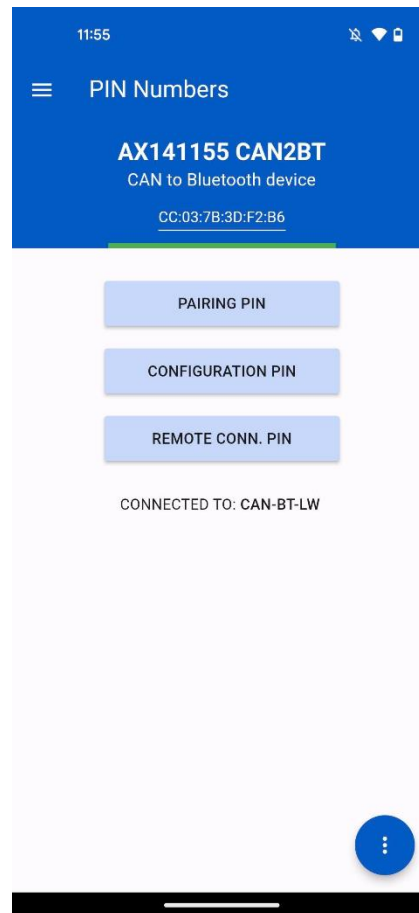 11:55
PIN Numbers
AX141155 CAN2BT
CAN to Bluetooth device
CC:03:7B:3D:F2:B6
PAIRING PIN
CONFIGURATION PIN
REMOTE CONN. PIN
CONNECTED TO: CAN-BT-LW